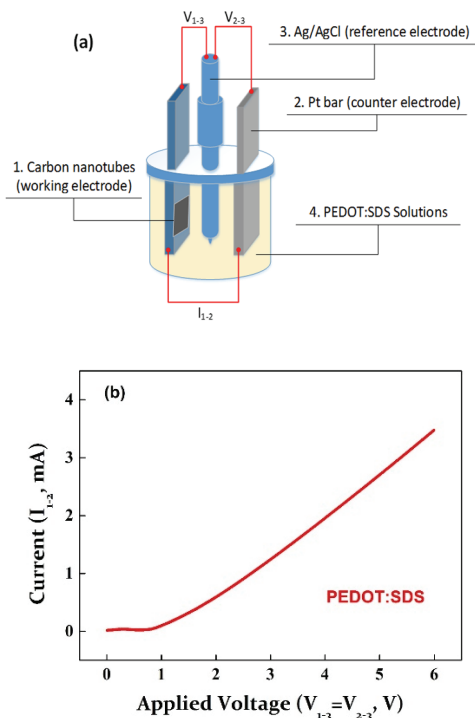 (a)
V1-3
V2-3
3. Ag/AgCl (reference electrode)
2. Pt bar (counter electrode)
1. Carbon nanotubes
(working electrode)
4. PEDOT:SDS Solutions
I1-2
(b)
4
3
2
1
0
Current (I1-2, mA)
PEDOT:SDS
0 1 2 3 4 5 6
Applied Voltage (V1-3=V2-3, V)